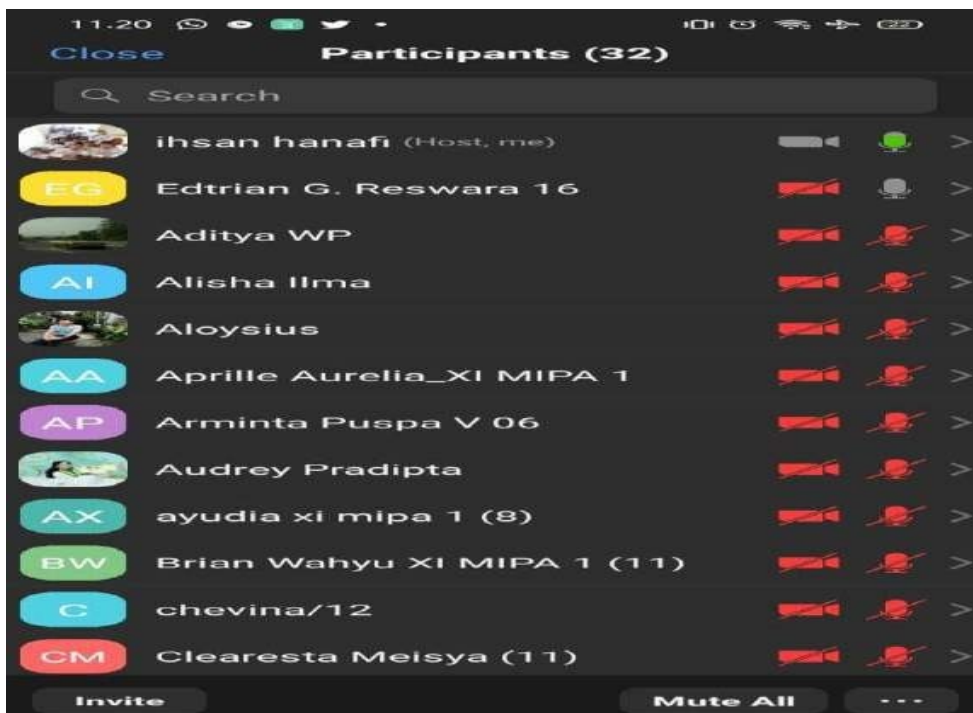 11.20 22
Close Participants (32)
Search
ihsan hanafi (Host, me)
EG Edtrian G. Reswara 16
Aditya WP
AI Alisha Ilma
Aloysius
AA Aprille Aurelia_XI MIPA 1
AP Arminta Puspa V 06
Audrey Pradipta
AX ayudia xi mipa 1 (8)
BW Brian Wahyu XI MIPA 1 (11)
C chevina/12
CM Clearesta Meisya (11)
Invite Mute All ...